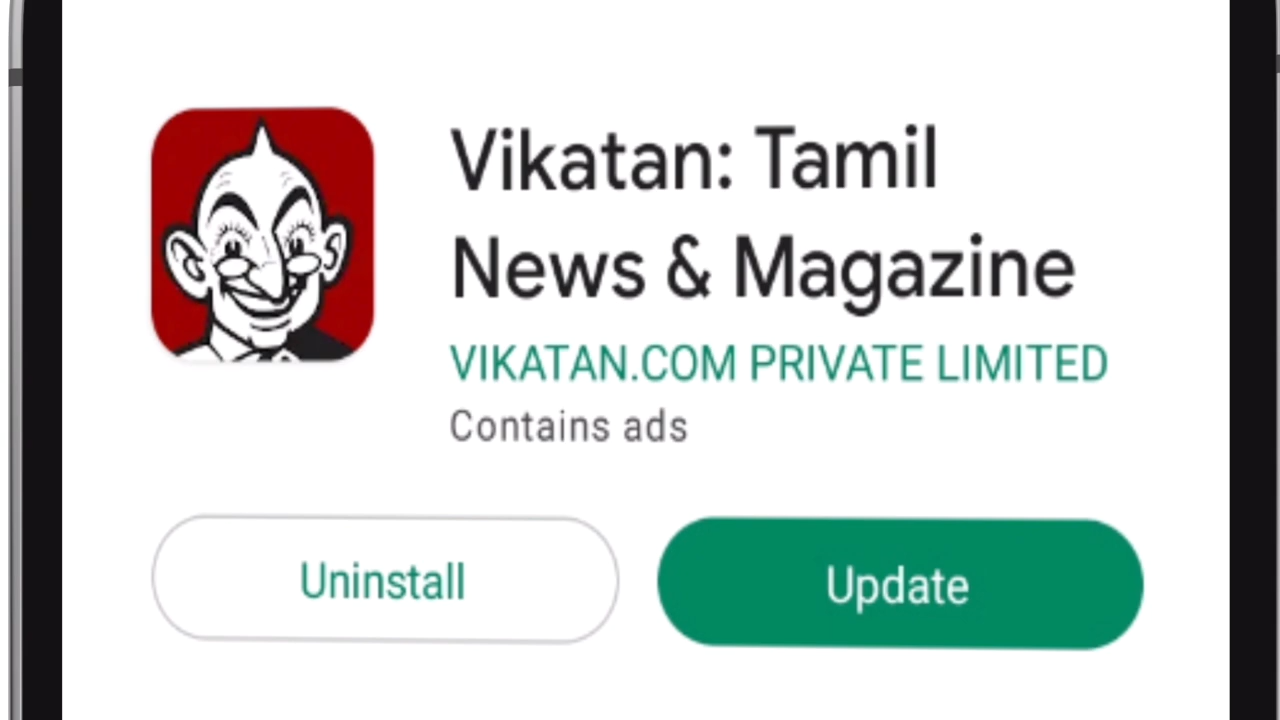 Vikatan: Tamil
News & Magazine
VIKATAN.COM PRIVATE LIMITED
Contains ads
Uninstall
Update